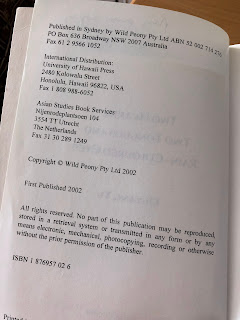 Published in Sydney by Wild Peony Pty Ltd ABN 52 002 714 276
PO Box 636 Broadway NSW 2007 Australia
Fax 61 2 9566 1052
International Distribution:
University of Hawaii Press
2480 Kolowalu Street
Honolulu, Hawaii 96822, USA
Fax 1 808 988-6052
Asian Studies Book Services
Nijenrodeplantsoen 104
3554 TT Utrecht
The Netherlands
Fax 31 30 289 1249
Copyright © Wild Peony Pty Ltd 2002
First Published 2002
All rights reserved. No part of this publication may be reproduced,
stored in a retrieval system or transmitted in any form or by any
means electronic, mechanical, photocopying, recording or otherwise
without the prior permission of the publisher.
ISBN 1 876957 02 6
Printed